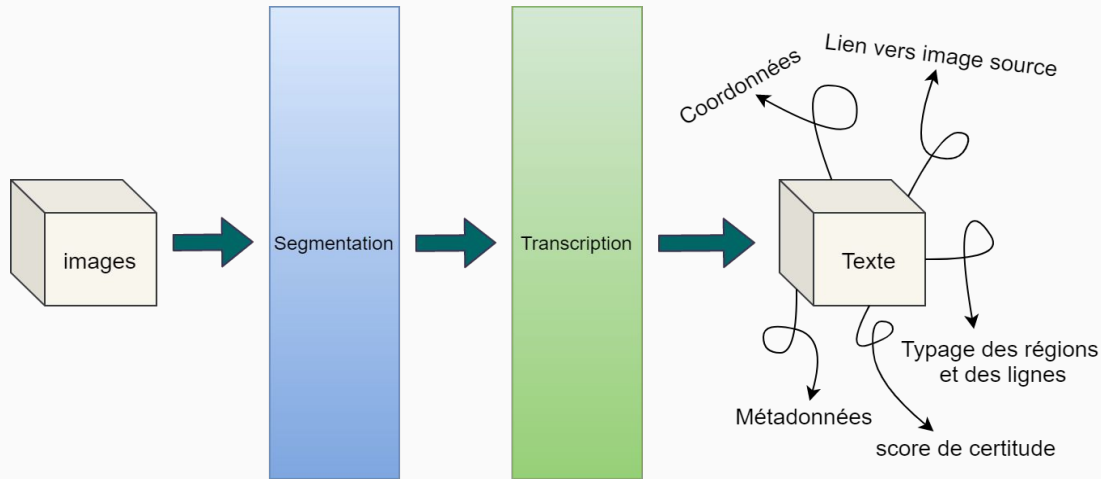 Lien vers image source
Coordonnées
images
Segmentation
Transcription
Texte
Typage des régions
et des lignes
Métadonnées
score de certitude